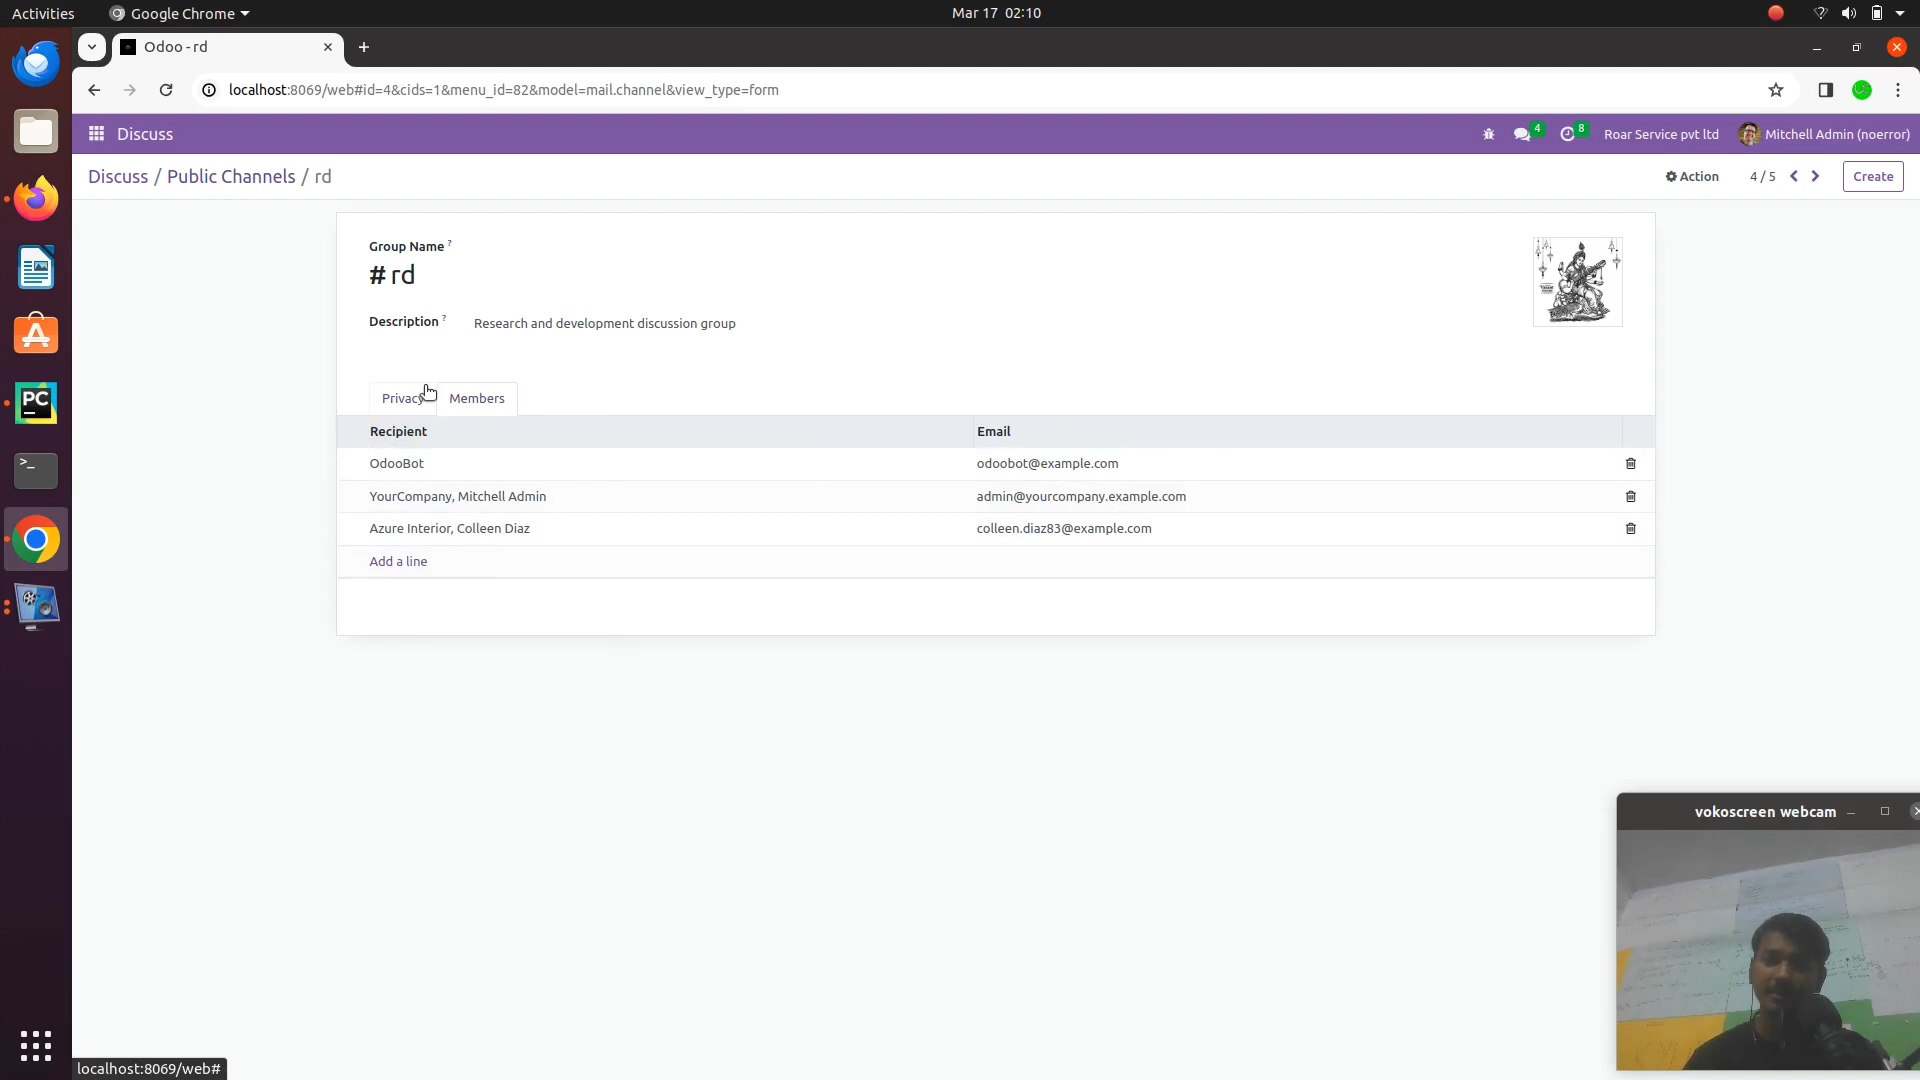 Activities
Google Chrome
Mar 17 02:10
Odoo - rd
localhost:8069/web#id=4&cids=1&menu_id=82&model=mail.channel&view_type=form
Discuss
4
8
Roar Service pvt ltd
Mitchell Admin (noerror)
Discuss / Public Channels / rd
Action
4 / 5
Create
Group Name ?
# rd
Description ?
Research and development discussion group
Privacy
Members
Recipient
Email
OdooBot
odoobot@example.com
YourCompany, Mitchell Admin
admin@yourcompany.example.com
Azure Interior, Colleen Diaz
colleen.diaz83@example.com
Add a line
PC
vokoscreen webcam
localhost:8069/web#